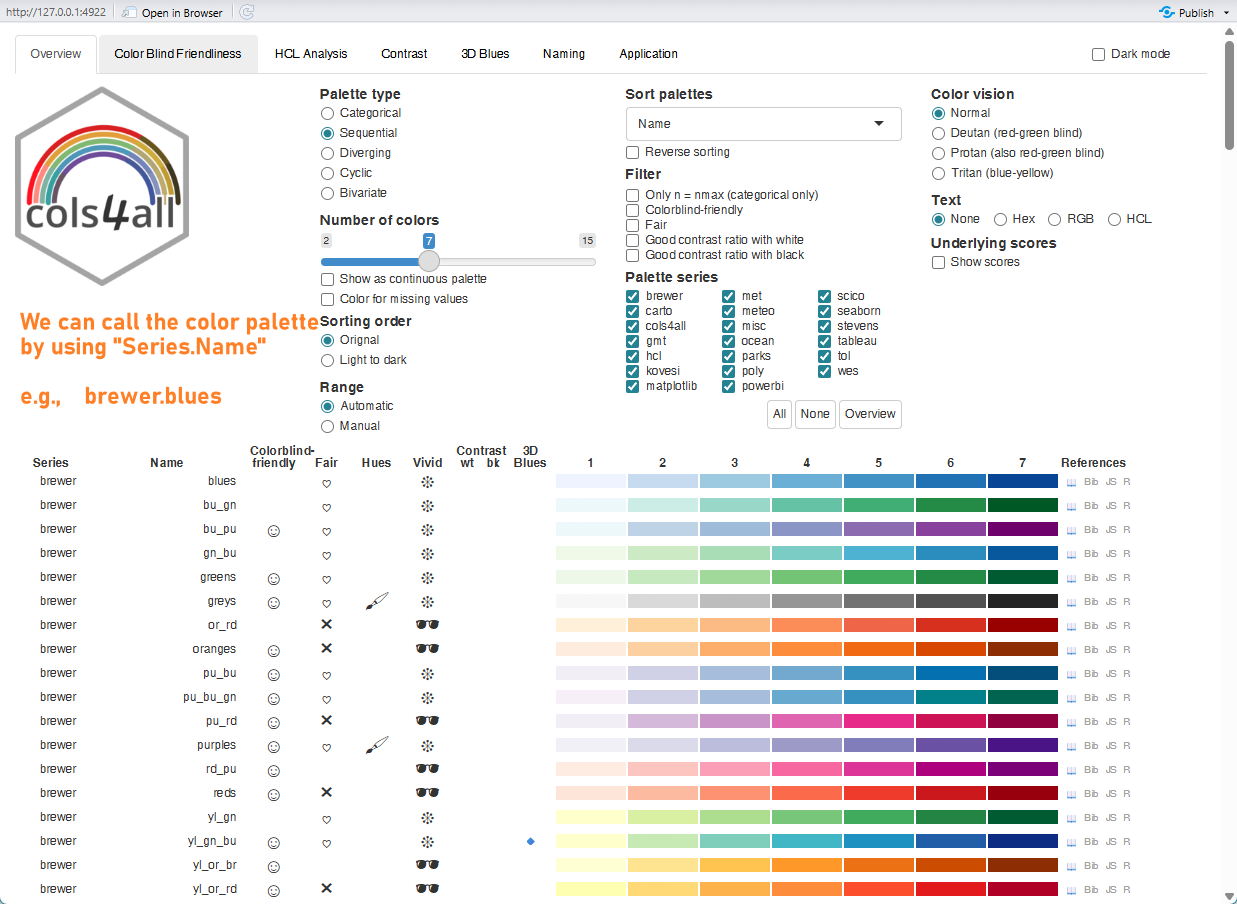 http://127.0.0.1:4922 Open in Browser Publish
Overview Color Blind Friendliness HCL Analysis Contrast 3D Blues Naming Application Dark mode
cols4all
We can call the color palette
by using "Series.Name"
e.g., brewer.blues
Palette type
Categorical
Sequential
Diverging
Cyclic
Bivariate
Number of colors
2 7 15
Show as continuous palette
Color for missing values
Sorting order
Orignal
Light to dark
Range
Automatic
Manual
Sort palettes
Name
Reverse sorting
Filter
Only n = nmax (categorical only)
Colorblind-friendly
Fair
Good contrast ratio with white
Good contrast ratio with black
Palette series
brewer met scico
carto meteo seaborn
cols4all misc stevens
gmt ocean tableau
hcl parks tol
kovesi poly wes
matplotlib powerbi
All None Overview
Color vision
Normal
Deutan (red-green blind)
Protan (also red-green blind)
Tritan (blue-yellow)
Text
None Hex RGB HCL
Underlying scores
Show scores
Colorblind- Contrast 3D
Series Name friendly Fair Hues Vivid wt bk Blues 1 2 3 4 5 6 7 References
brewer blues Bib JS R
brewer bu_gn Bib JS R
brewer bu_pu Bib JS R
brewer gn_bu Bib JS R
brewer greens Bib JS R
brewer greys Bib JS R
brewer or_rd Bib JS R
brewer oranges Bib JS R
brewer pu_bu Bib JS R
brewer pu_bu_gn Bib JS R
brewer pu_rd Bib JS R
brewer purples Bib JS R
brewer rd_pu Bib JS R
brewer reds Bib JS R
brewer yl_gn Bib JS R
brewer yl_gn_bu Bib JS R
brewer yl_or_br Bib JS R
brewer yl_or_rd Bib JS R